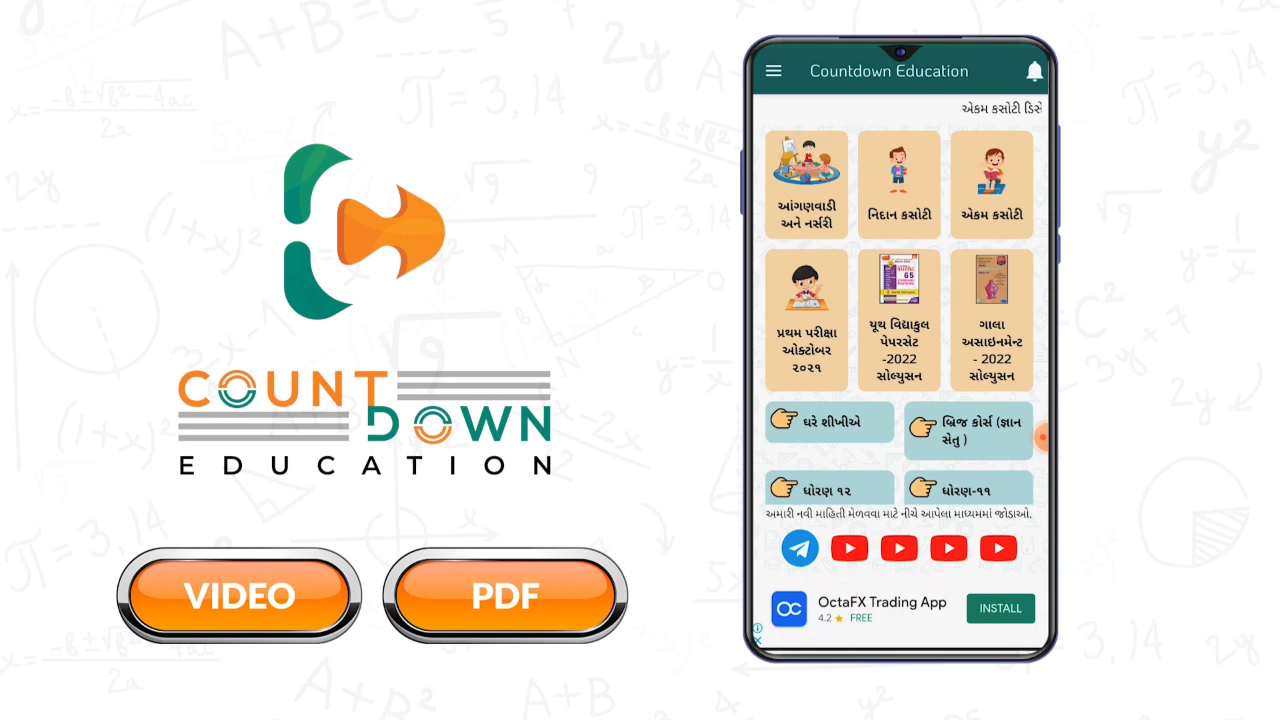 COUNT
DOWN
EDUCATION
VIDEO
PDF
Countdown Education
એકમ કસોટી ડિસે
આંગણવાડી
અને નર્સરી
નિદાન કસોટી
એકમ કસોટી
પ્રથમ પરીક્ષા
ઓક્ટોબર
૨૦૨૧
યૂથ વિદ્યાકુલ
પેપરસેટ
-2022
સોલ્યુસન
ગાલા
અસાઇનમેન્ટ
- 2022
સોલ્યુસન
ઘરે શીખીએ
બ્રિજ કોર્સ (જ્ઞાન
સેતુ )
ધોરણ ૧૨
ધોરણ-૧૧
અમારી નવી માહિતી મેળવવા માટે નીચે આપેલા માધ્યમમાં જોડાઓ.
OctaFX Trading App
4.2 ★ FREE
INSTALL